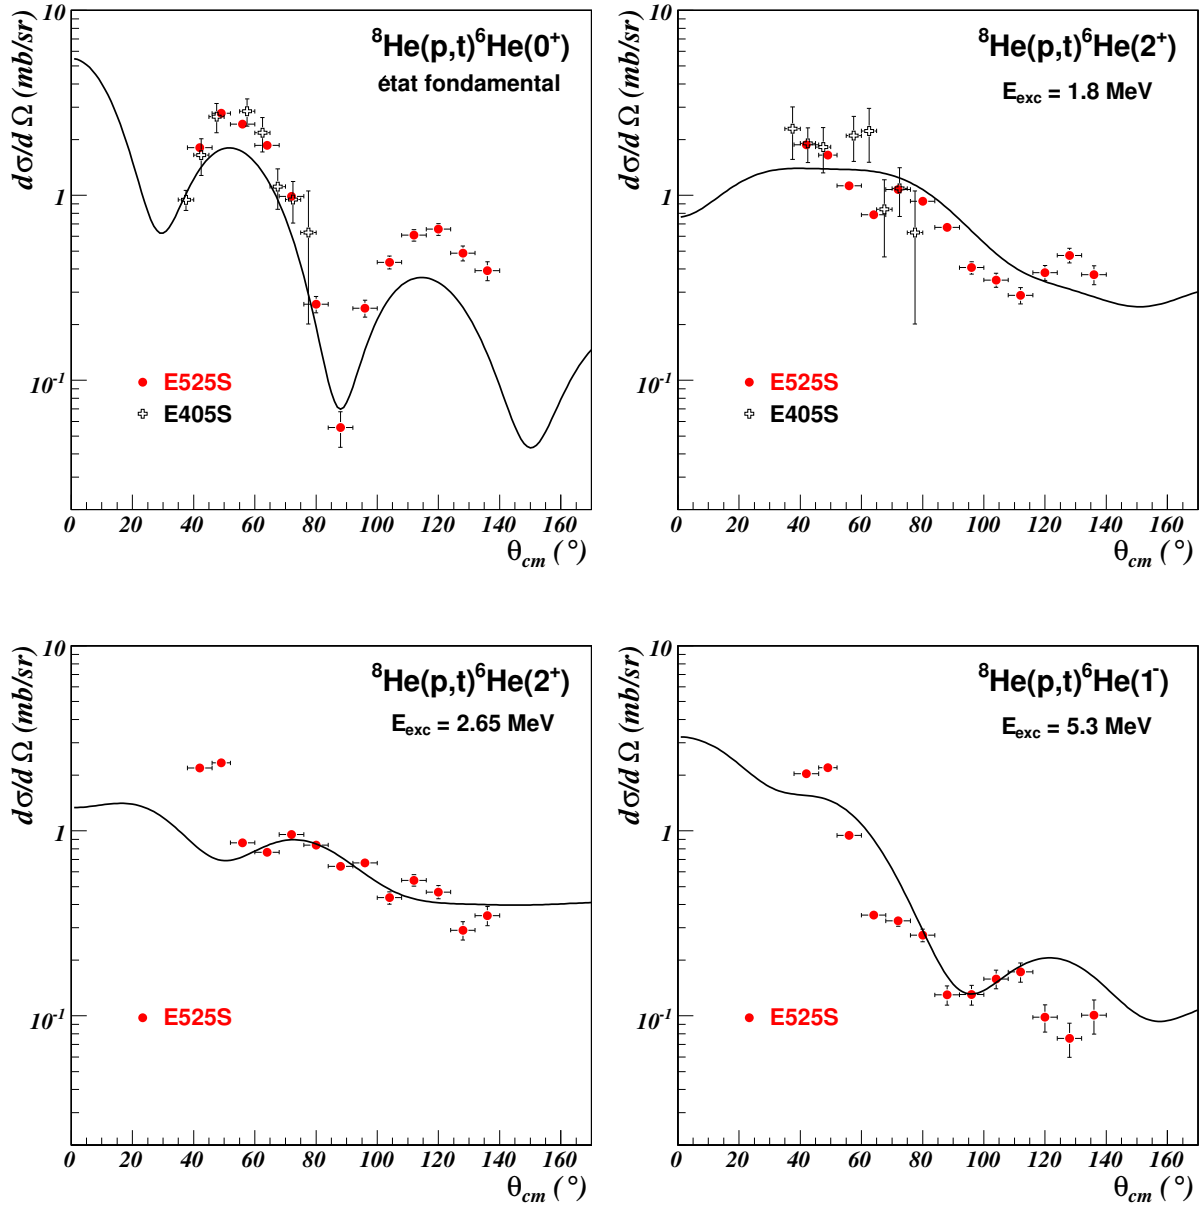 ⁸He(p,t)⁶He(0⁺)
état fondamental
dσ/dΩ (mb/sr)
10
1
10⁻¹
E525S
E405S
0 20 40 60 80 100 120 140 160
θcm (°)
⁸He(p,t)⁶He(2⁺)
Eexc = 1.8 MeV
dσ/dΩ (mb/sr)
10
1
10⁻¹
E525S
E405S
0 20 40 60 80 100 120 140 160
θcm (°)
⁸He(p,t)⁶He(2⁺)
Eexc = 2.65 MeV
dσ/dΩ (mb/sr)
10
1
10⁻¹
E525S
0 20 40 60 80 100 120 140 160
θcm (°)
⁸He(p,t)⁶He(1⁻)
Eexc = 5.3 MeV
dσ/dΩ (mb/sr)
10
1
10⁻¹
E525S
0 20 40 60 80 100 120 140 160
θcm (°)